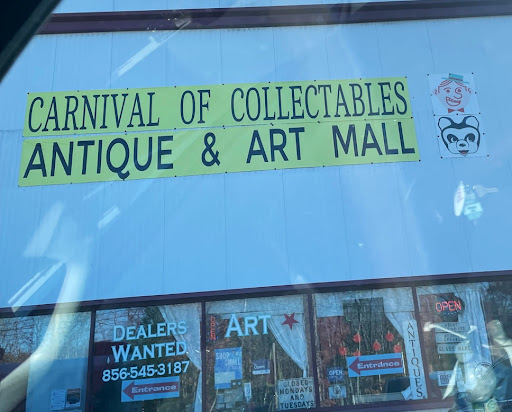 CARNIVAL OF COLLECTABLES
ANTIQUE & ART MALL
DEALERS
WANTED
856-545-3187
Entrance
ART
CLOSED
MONDAYS
AND
TUESDAYS
OPEN
Entrance
ANTIQUES
OPEN